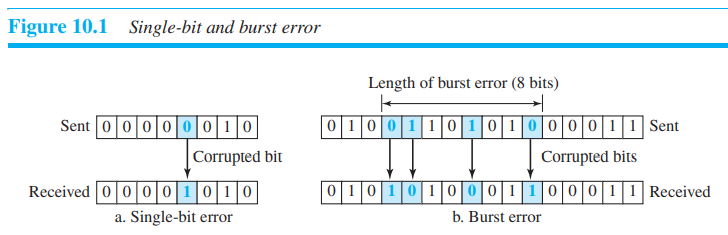 Figure 10.1 Single-bit and burst error
Length of burst error (8 bits)
Sent 0 0 0 0 0 0 1 0
0 1 0 0 1 1 0 1 0 1 0 0 0 0 1 1 Sent
Corrupted bit
Corrupted bits
Received 0 0 0 0 1 0 1 0
0 1 0 1 0 1 0 0 0 1 1 0 0 0 1 1 Received
a. Single-bit error
b. Burst error